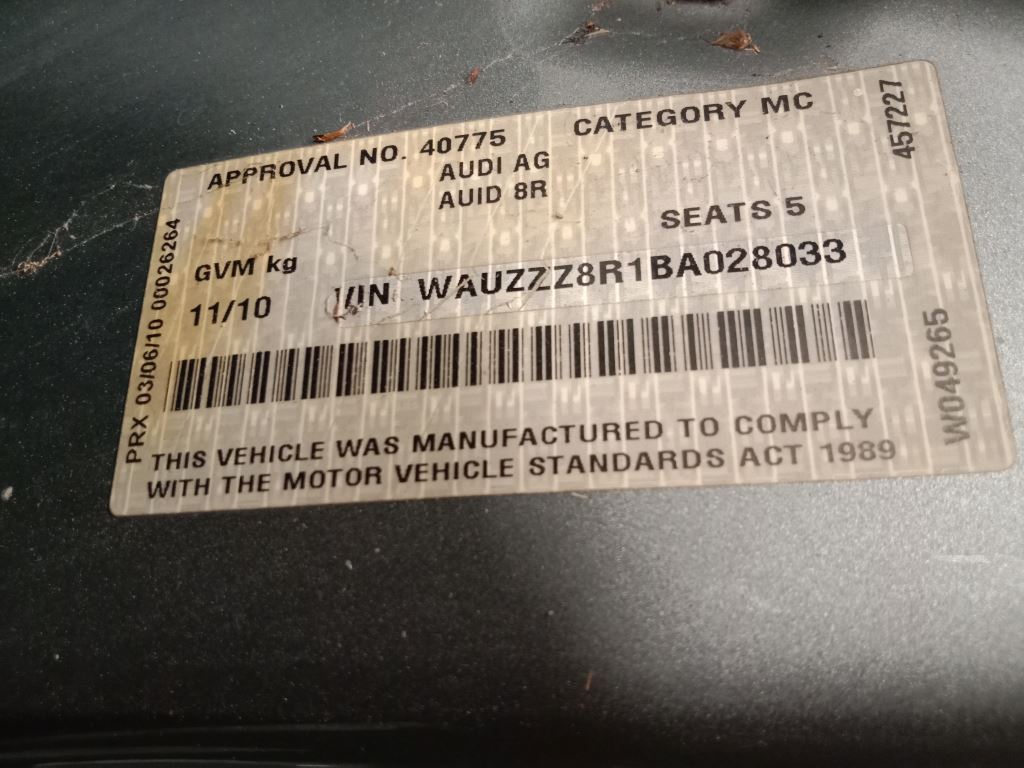 APPROVAL NO. 40775
CATEGORY MC
AUDI AG
AUID 8R
SEATS 5
GVM kg
11/10
VIN WAUZZZ8R1BA028033
THIS VEHICLE WAS MANUFACTURED TO COMPLY
WITH THE MOTOR VEHICLE STANDARDS ACT 1989
PRX 03/06/10 00026264
457227
W049265